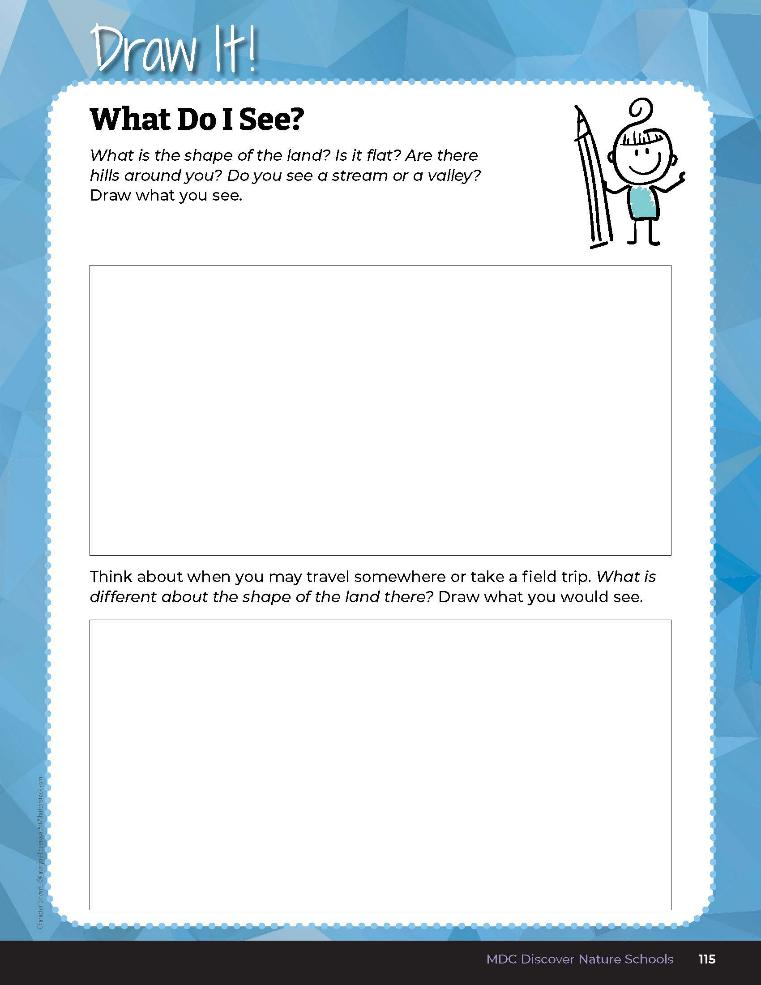 Draw It!
What Do I See?
What is the shape of the land? Is it flat? Are there
hills around you? Do you see a stream or a valley?
Draw what you see.
Think about when you may travel somewhere or take a field trip. What is
different about the shape of the land there? Draw what you would see.
MDC Discover Nature Schools 115